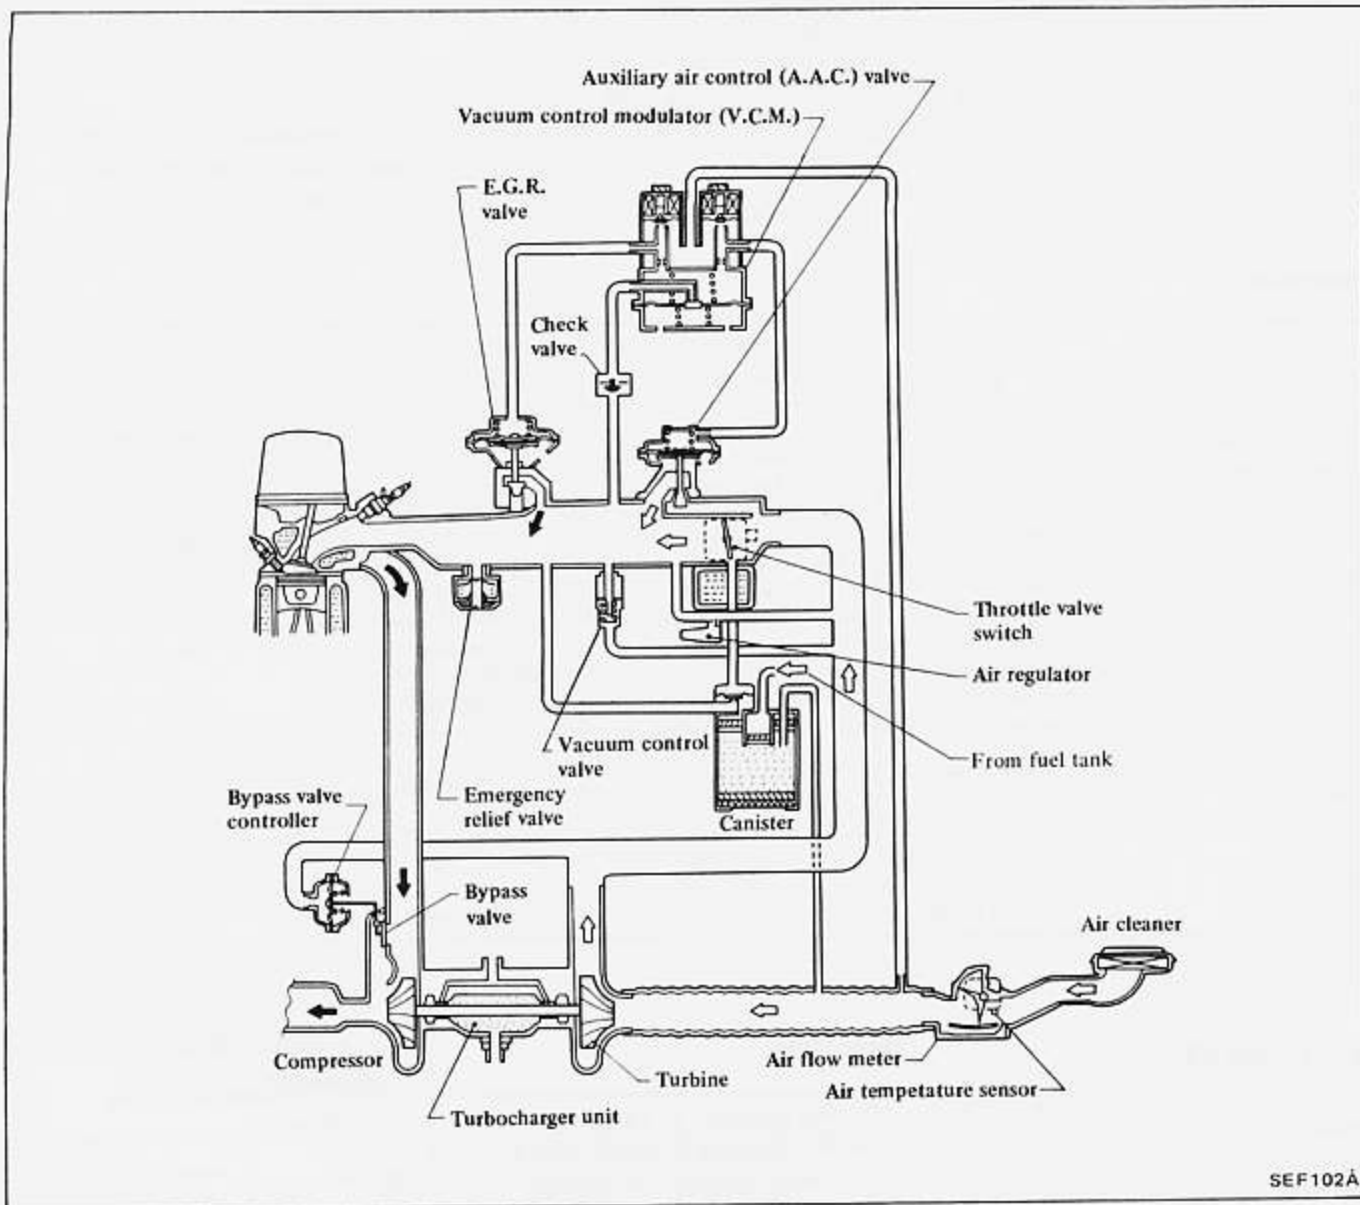 Auxiliary air control (A.A.C.) valve
Vacuum control modulator (V.C.M.)
E.G.R.
valve
Check
valve
Throttle valve
switch
Air regulator
From fuel tank
Vacuum control
valve
Emergency
relief valve
Canister
Bypass valve
controller
Bypass
valve
Air cleaner
Compressor
Turbine
Turbocharger unit
Air flow meter
Air tempetature sensor
SEF102A